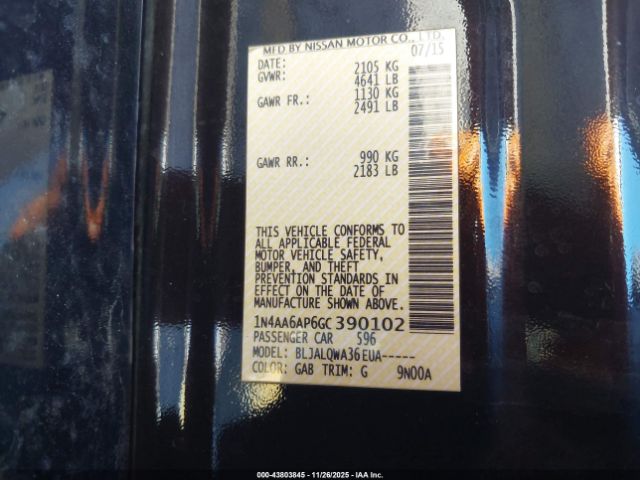 MFD BY NISSAN MOTOR CO., LTD.
DATE: 07/15
GVWR: 2105 KG
4641 LB
GAWR FR.: 1130 KG
2491 LB
GAWR RR.: 990 KG
2183 LB
THIS VEHICLE CONFORMS TO
ALL APPLICABLE FEDERAL
MOTOR VEHICLE SAFETY,
BUMPER, AND THEFT
PREVENTION STANDARDS IN
EFFECT ON THE DATE OF
MANUFACTURE SHOWN ABOVE.
1N4AA6AP6GC390102
PASSENGER CAR 596
MODEL: BLJALQWA36EUA-----
COLOR: GAB TRIM: G 9N00A
000-43803845 - 11/26/2025 - IAA Inc.